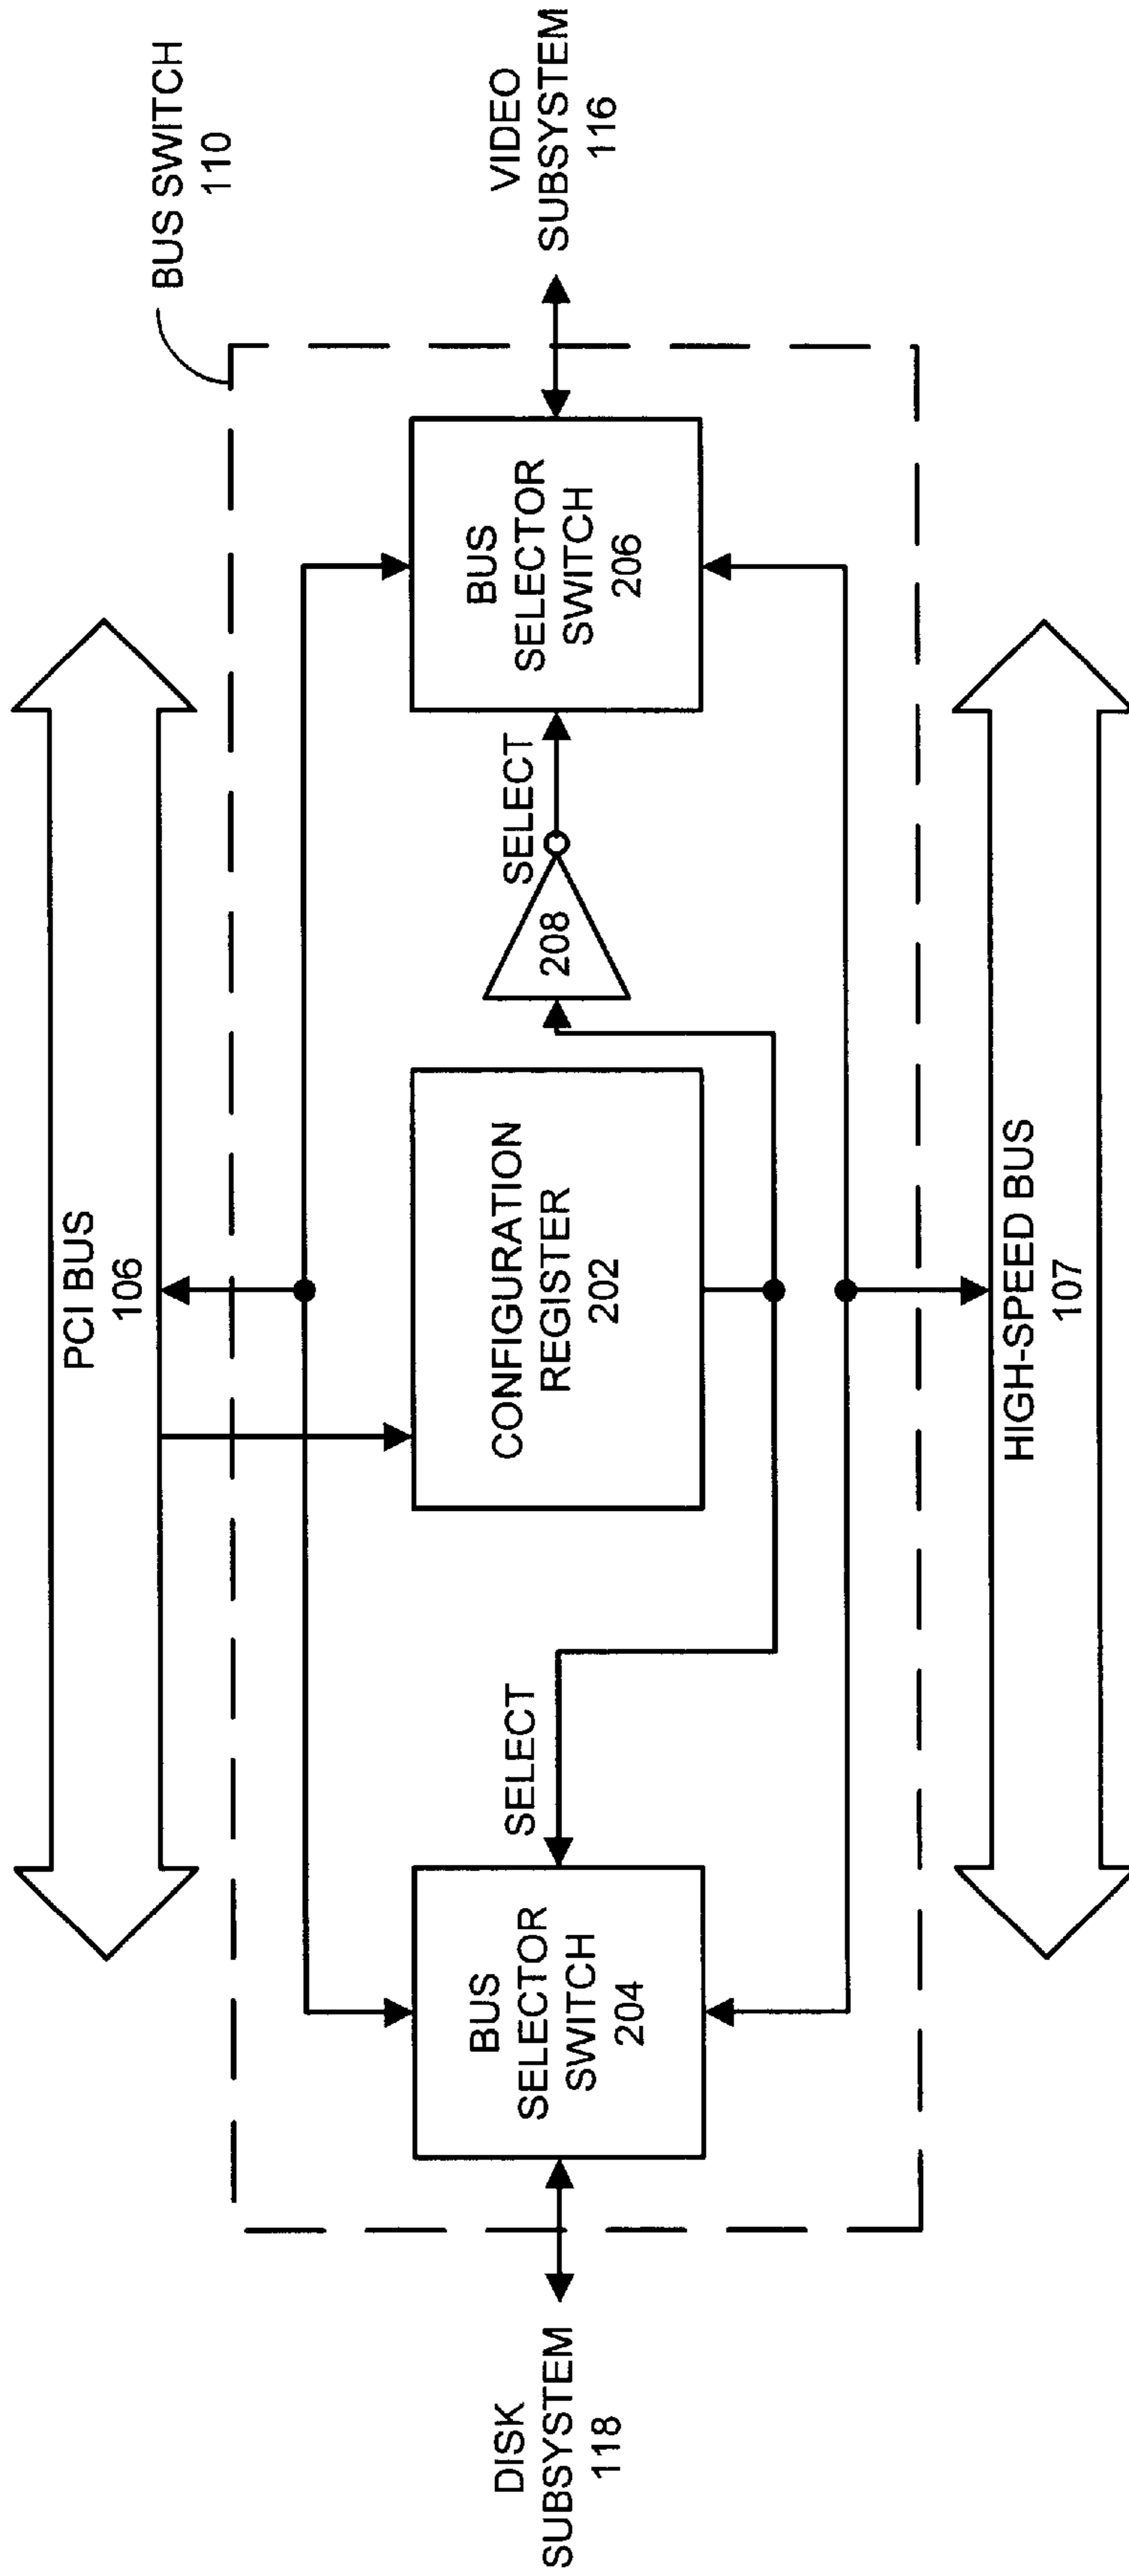 BUS SWITCH
110
PCI BUS
106
DISK
SUBSYSTEM
118
BUS
SELECTOR
SWITCH
204
SELECT
CONFIGURATION
REGISTER
202
208
SELECT
BUS
SELECTOR
SWITCH
206
VIDEO
SUBSYSTEM
116
HIGH-SPEED BUS
107